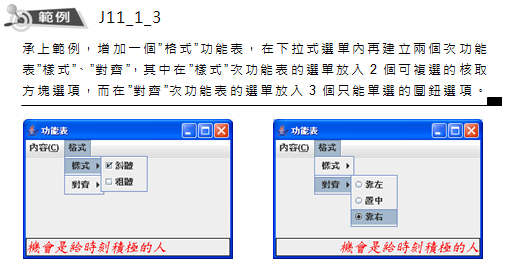 範例 J11_1_3
承上範例，增加一個"格式"功能表，在下拉式選單內再建立兩個次功能
表"樣式"、"對齊"，其中在"樣式"次功能表的選單放入 2 個可複選的核取
方塊選項，而在"對齊"次功能表的選單放入 3 個只能單選的圓鈕選項。
功能表
內容(C) 格式
樣式 斜體
對齊 粗體
機會是給時刻積極的人
功能表
內容(C) 格式
樣式
對齊 靠左
置中
靠右
機會是給時刻積極的人